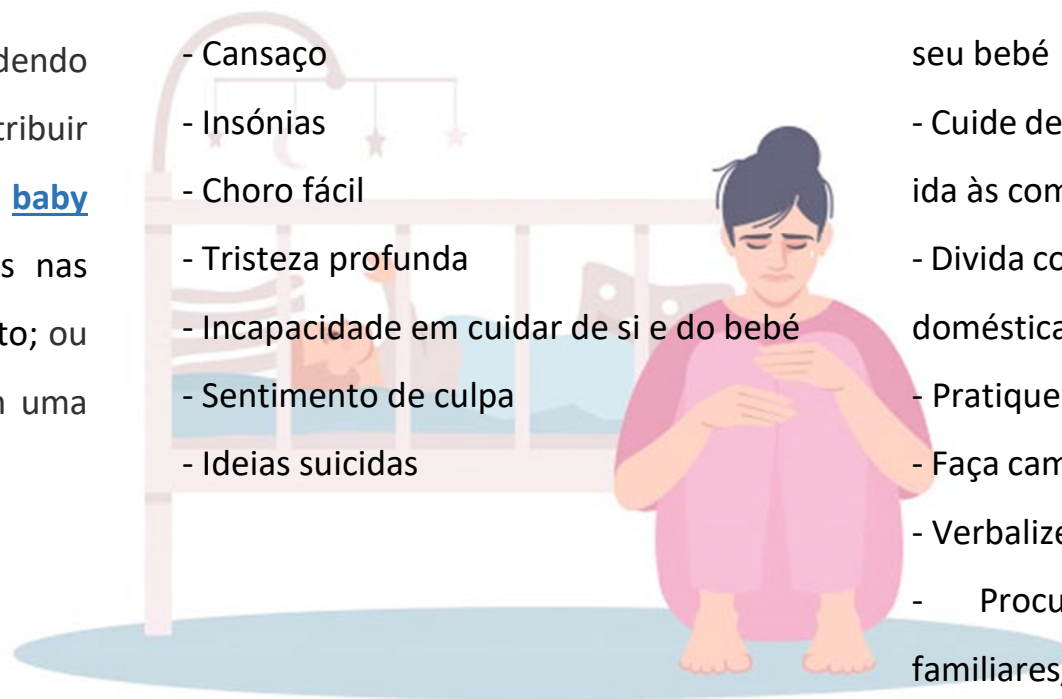 dendo
tribuir
baby
s nas
to; ou
uma
- Cansaço
- Insónias
- Choro fácil
- Tristeza profunda
- Incapacidade em cuidar de si e do bebé
- Sentimento de culpa
- Ideias suicidas
seu bebé
- Cuide de
ida às com
- Divida co
doméstica
- Pratique
- Faça cam
- Verbalize
- Procu
familiares,